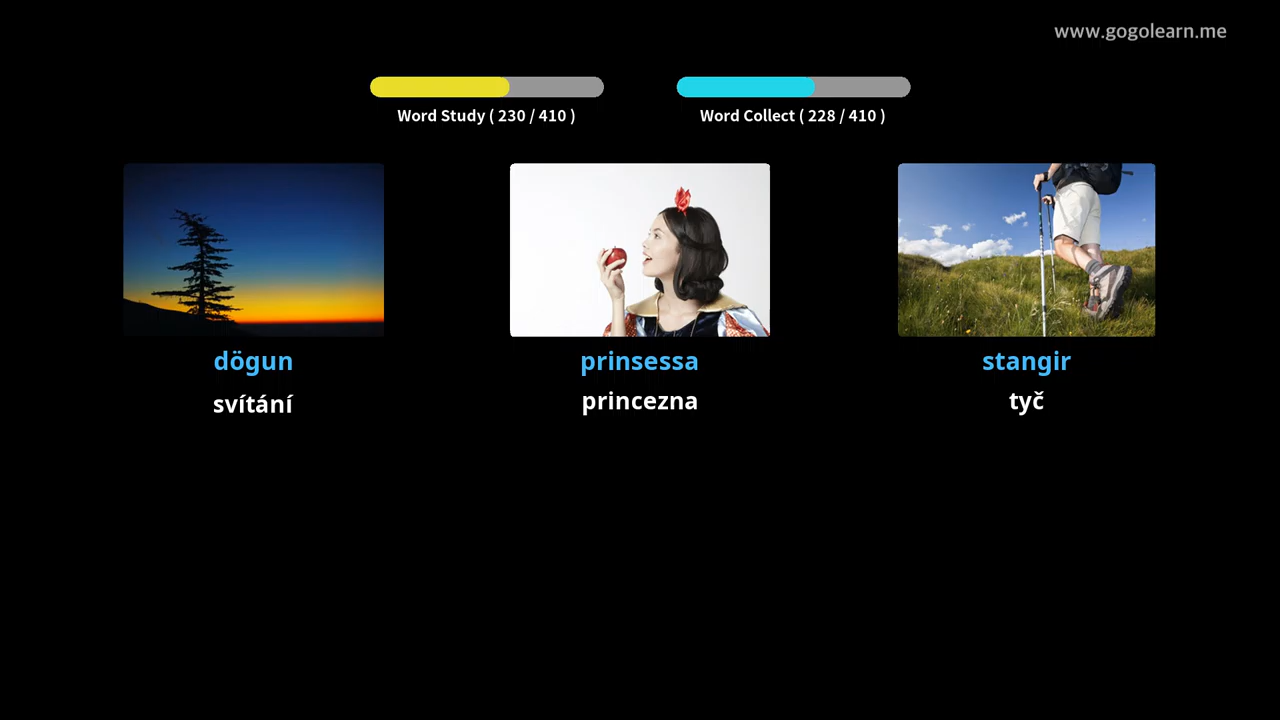 www.gogolearn.me
Word Study ( 230 / 410 )
Word Collect ( 228 / 410 )
dögun
svítání
prinsessa
princezna
stangir
tyč